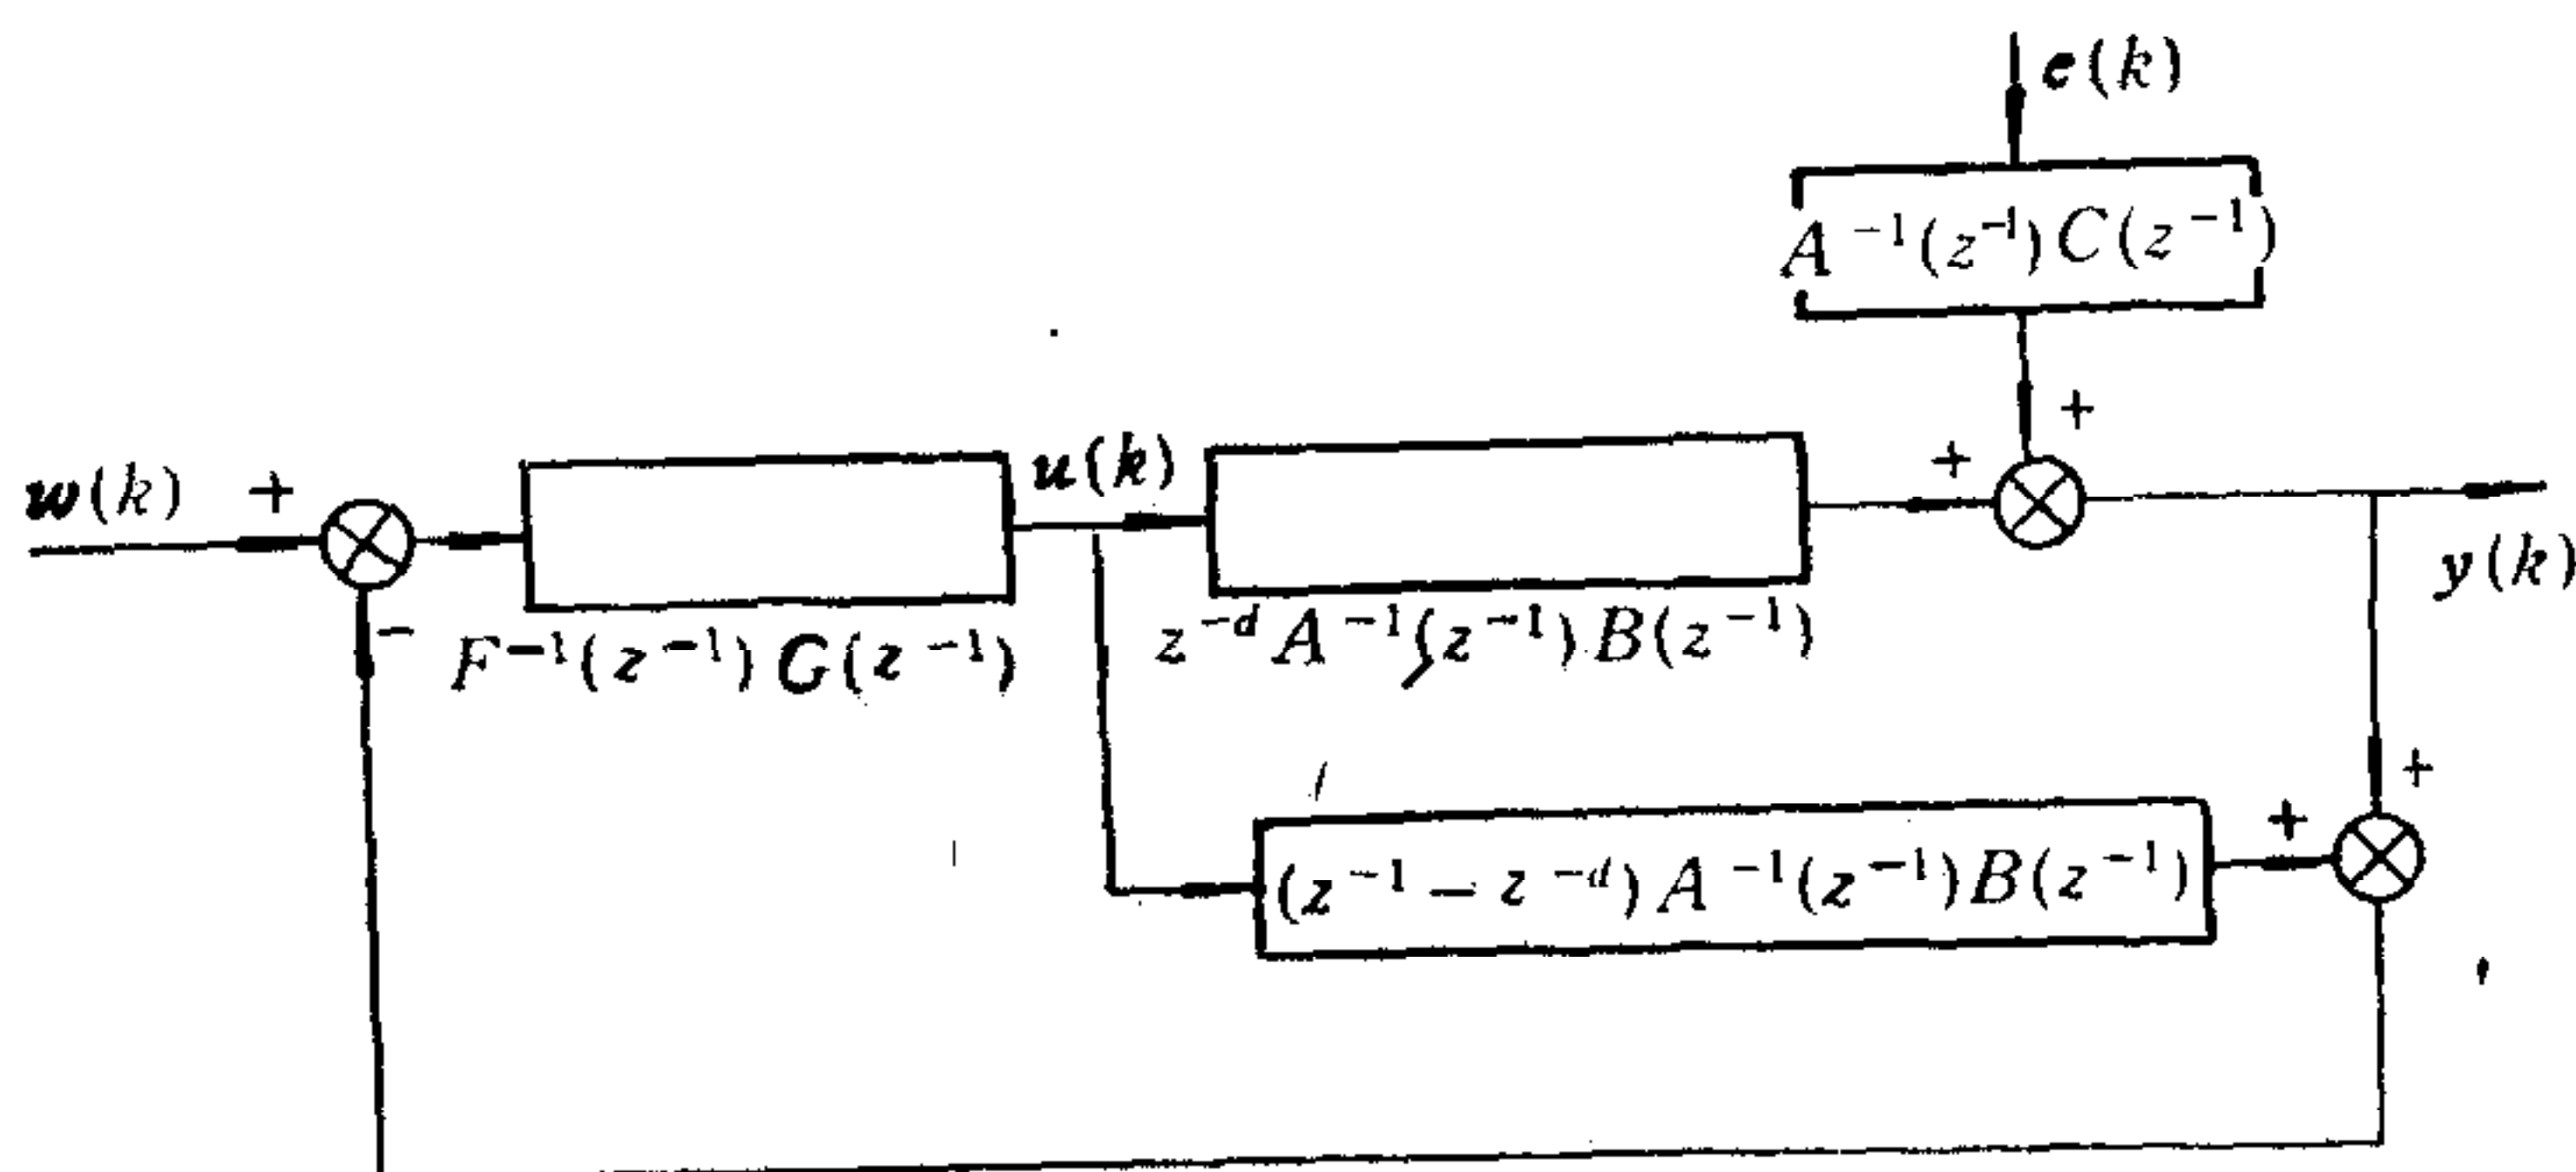 e(k)
A⁻¹(z⁻¹)C(z⁻¹)
+
w(k) + u(k) + y(k)
−
F⁻¹(z⁻¹)G(z⁻¹) z⁻ᵈA⁻¹(z⁻¹)B(z⁻¹)
+
+
(z⁻¹ − z⁻ᵈ)A⁻¹(z⁻¹)B(z⁻¹)